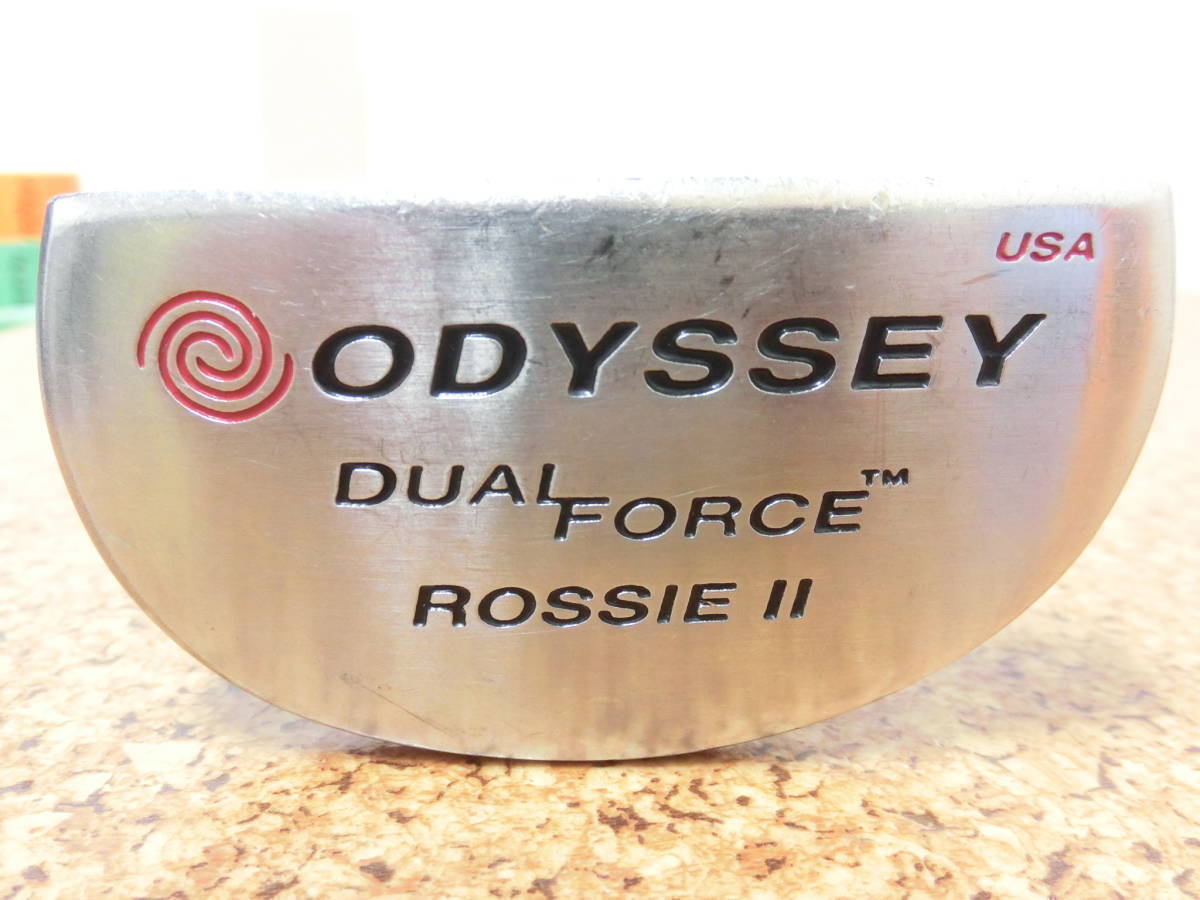 USA
ODYSSEY
DUAL FORCE™
ROSSIE II